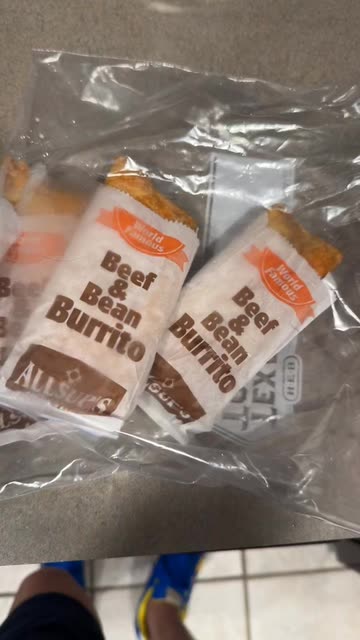 World
Famous
Beef
&
Bean
Burrito
ALLSUP'S
World
Famous
Beef
&
Bean
Burrito
H-E-B